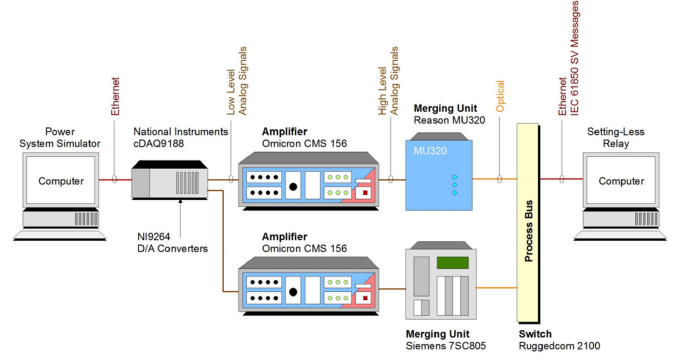 Ethernet
Low Level
Analog Signals
High Level
Analog Signals
Optical
Ethernet
IEC 61850 SV Messages
Power
System Simulator
Computer
National Instruments
cDAQ9188
NI9264
D/A Converters
Amplifier
Omicron CMS 156
Merging Unit
Reason MU320
MU320
Process Bus
Setting-Less
Relay
Computer
Amplifier
Omicron CMS 156
Merging Unit
Siemens 7SC805
Switch
Ruggedcom 2100